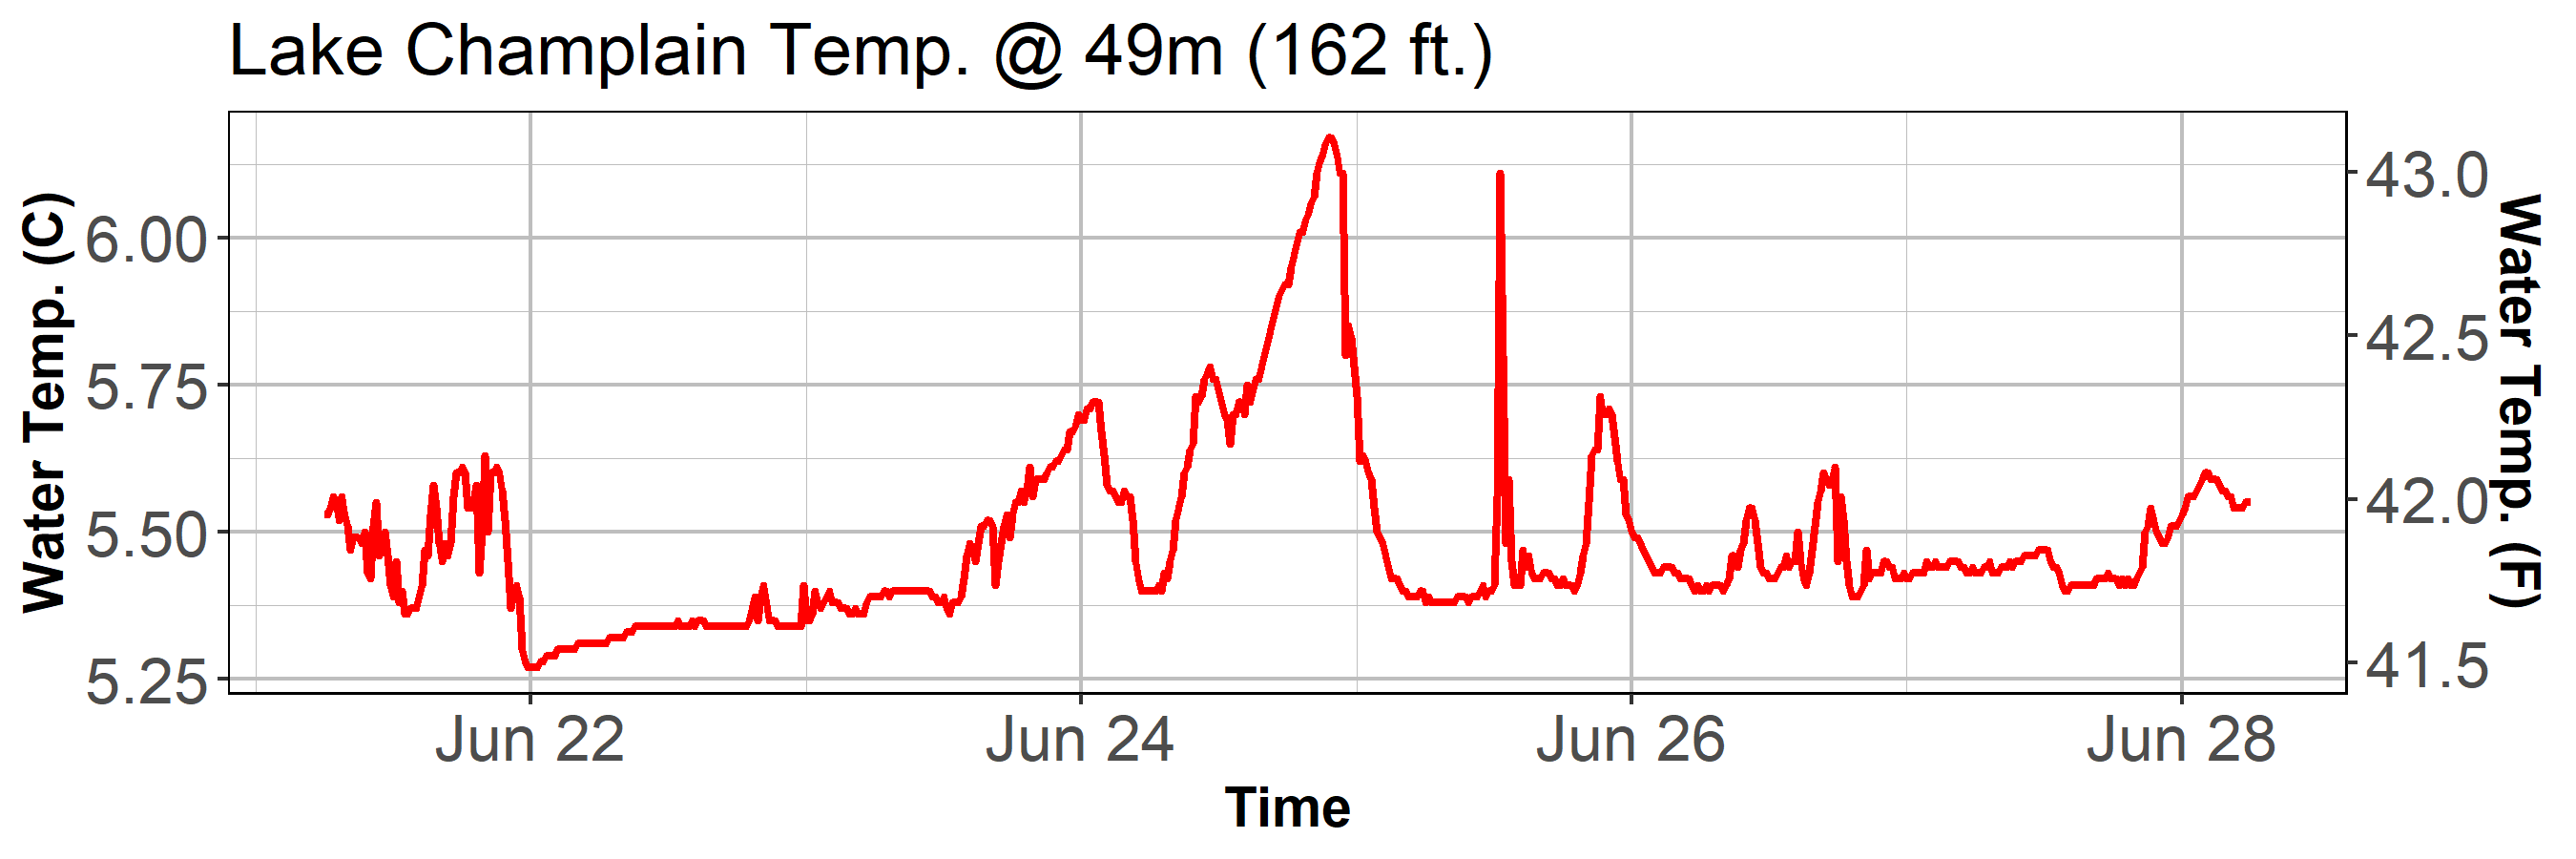 Lake Champlain Temp. @ 49m (162 ft.)
Water Temp. (C)
6.00
5.75
5.50
5.25
43.0
42.5
42.0
41.5
Water Temp. (F)
Jun 22 Jun 24 Jun 26 Jun 28
Time